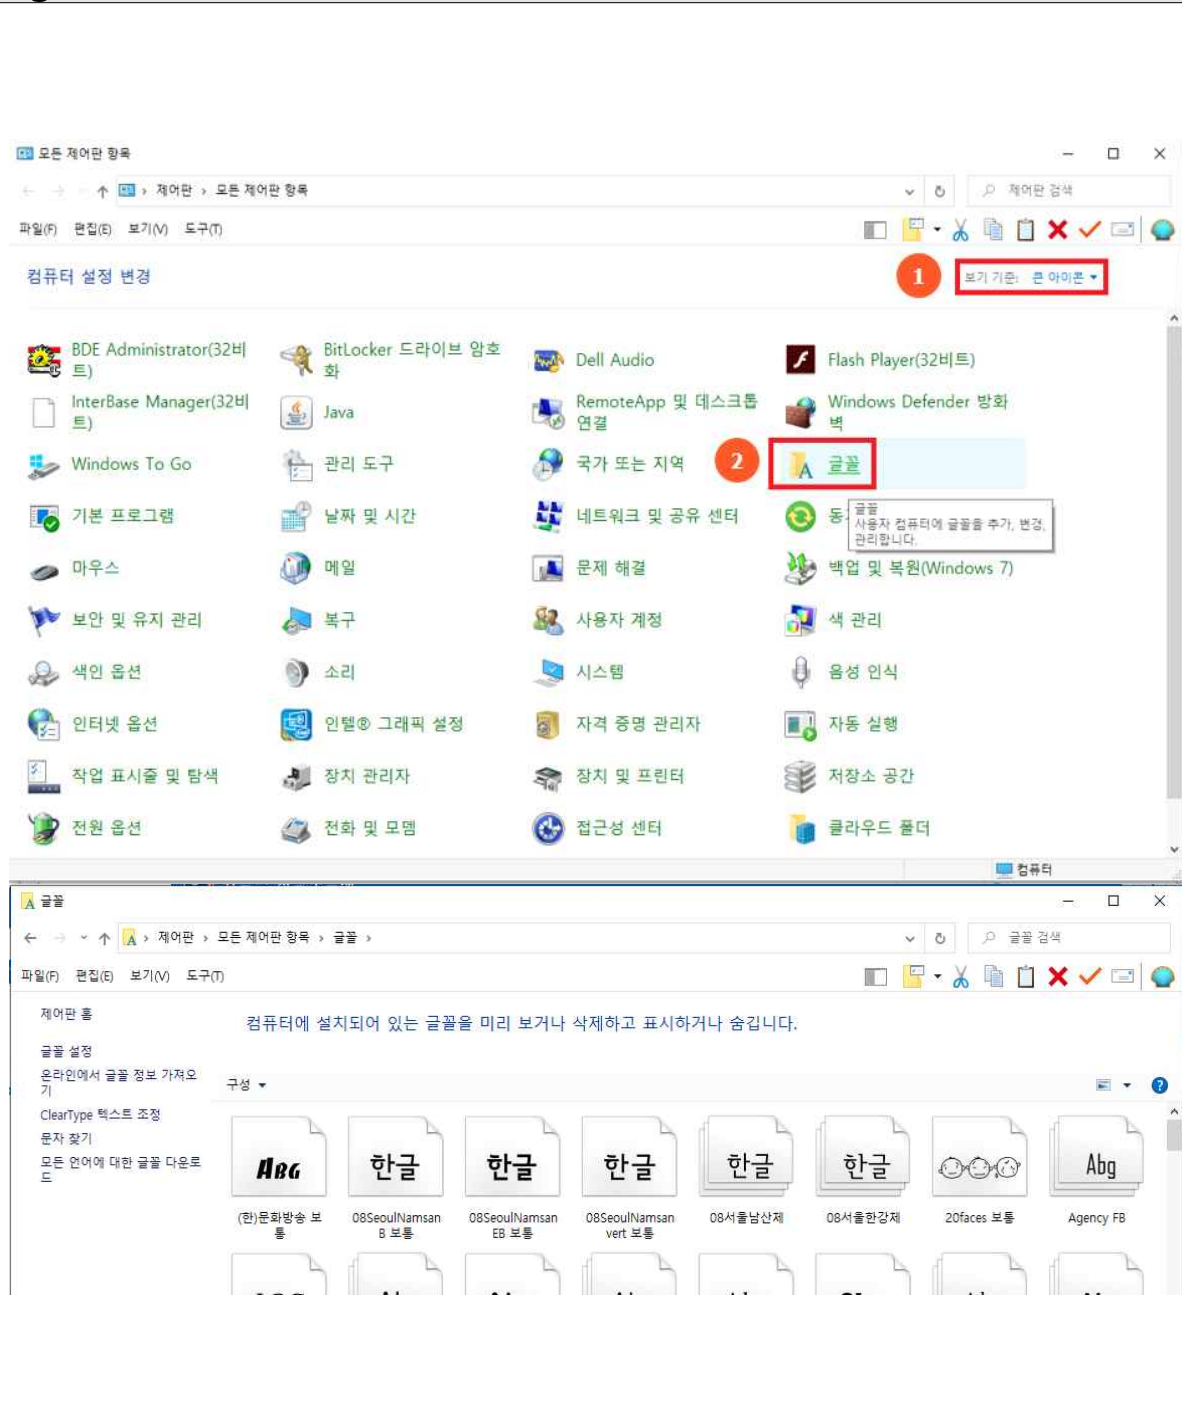 모든 제어판 항목
제어판 › 모든 제어판 항목
제어판 검색
파일(F) 편집(E) 보기(V) 도구(T)
컴퓨터 설정 변경
1
보기 기준: 큰 아이콘
BDE Administrator(32비
트)
BitLocker 드라이브 암호
화
Dell Audio
Flash Player(32비트)
InterBase Manager(32비
트)
Java
RemoteApp 및 데스크톱
연결
Windows Defender 방화
벽
Windows To Go
관리 도구
국가 또는 지역
2
글꼴
기본 프로그램
날짜 및 시간
네트워크 및 공유 센터
동
글꼴
사용자 컴퓨터에 글꼴을 추가, 변경,
관리합니다.
마우스
메일
문제 해결
백업 및 복원(Windows 7)
보안 및 유지 관리
복구
사용자 계정
색 관리
색인 옵션
소리
시스템
음성 인식
인터넷 옵션
인텔® 그래픽 설정
자격 증명 관리자
자동 실행
작업 표시줄 및 탐색
장치 관리자
장치 및 프린터
저장소 공간
전원 옵션
전화 및 모뎀
접근성 센터
클라우드 폴더
컴퓨터
글꼴
제어판 › 모든 제어판 항목 › 글꼴 ›
글꼴 검색
파일(F) 편집(E) 보기(V) 도구(T)
제어판 홈
컴퓨터에 설치되어 있는 글꼴을 미리 보거나 삭제하고 표시하거나 숨깁니다.
글꼴 설정
온라인에서 글꼴 정보 가져오
기
ClearType 텍스트 조정
문자 찾기
모든 언어에 대한 글꼴 다운로
드
구성
ABG 한글 한글 한글 한글 한글 Abg
(한)문화방송 보
통
08SeoulNamsan
B 보통
08SeoulNamsan
EB 보통
08SeoulNamsan
vert 보통
08서울남산체
08서울한강체
20faces 보통
Agency FB